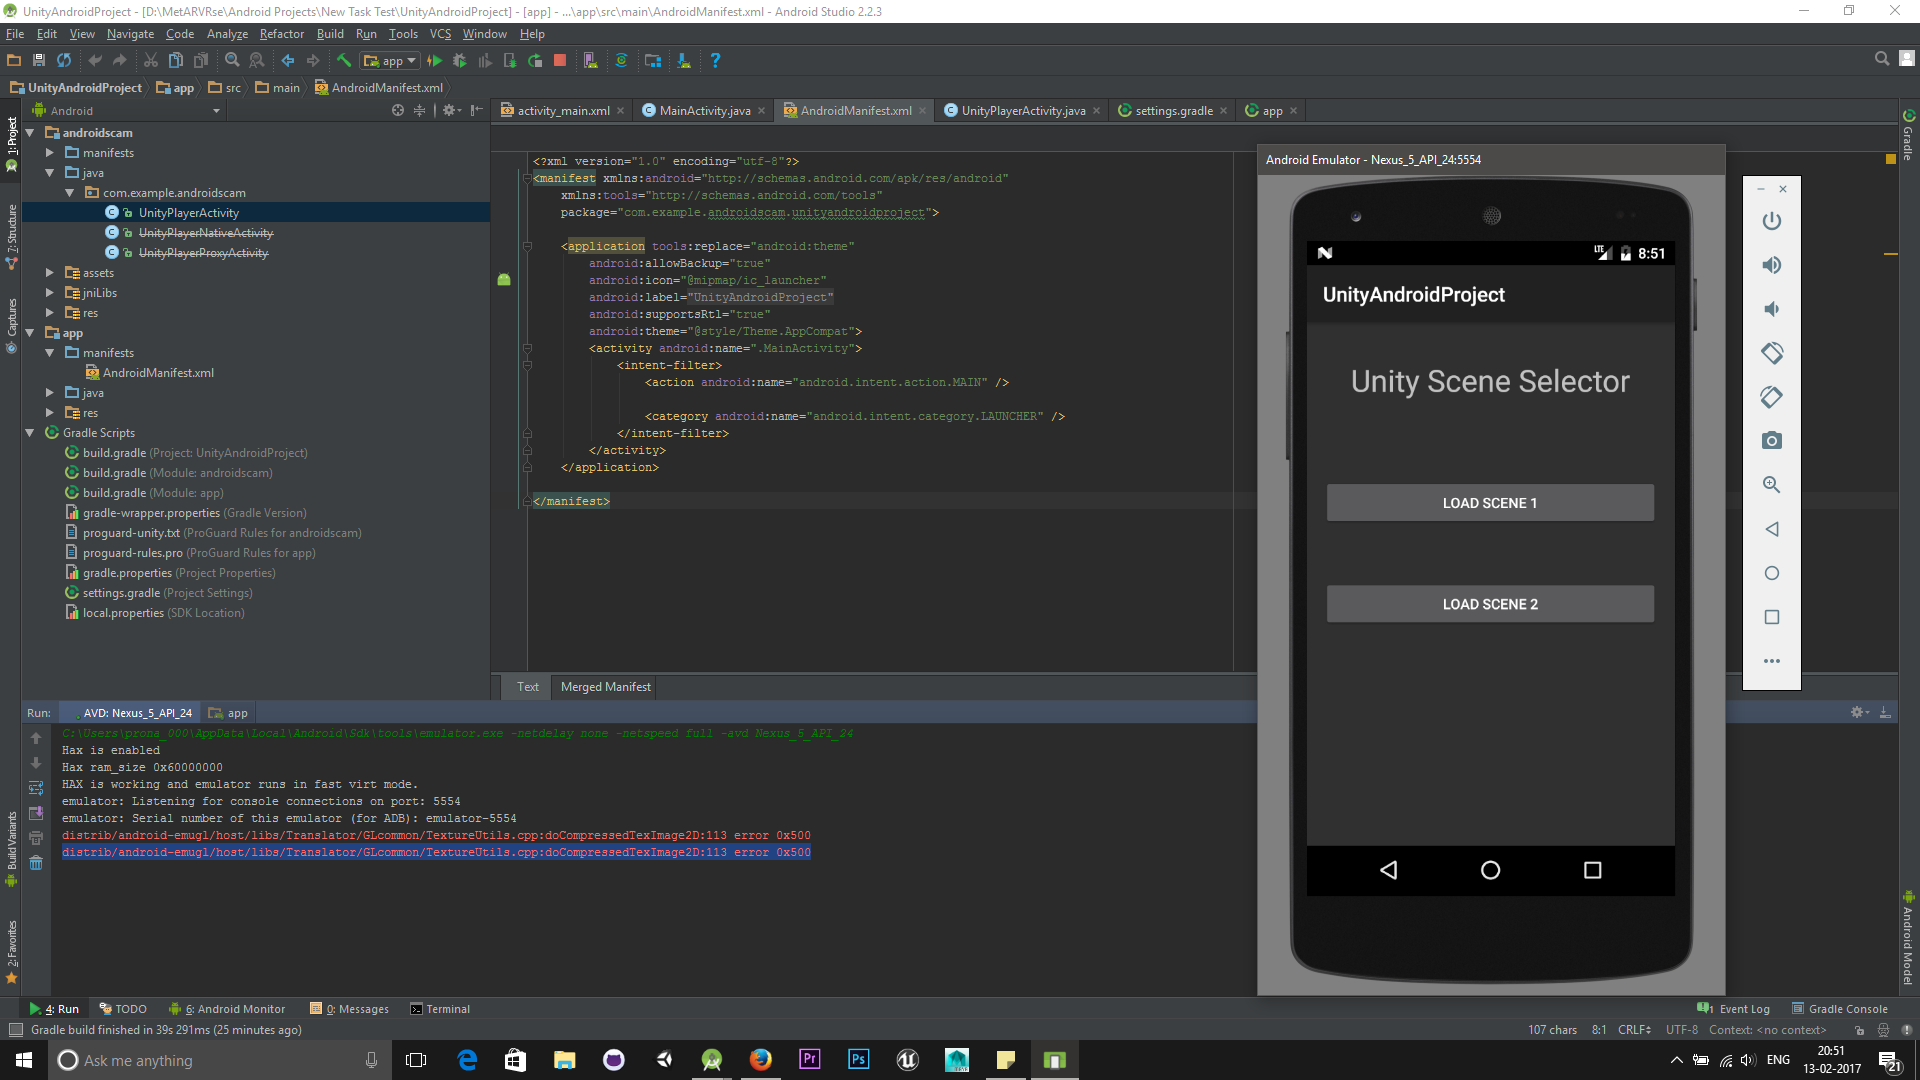 UnityAndroidProject - [D:\MetARVRse\Android Projects\New Task Test\UnityAndroidProject] - [app] - ...\app\src\main\AndroidManifest.xml - Android Studio 2.2.3
File Edit View Navigate Code Analyze Refactor Build Run Tools VCS Window Help
app
UnityAndroidProject app src main AndroidManifest.xml
Android
activity_main.xml MainActivity.java AndroidManifest.xml UnityPlayerActivity.java settings.gradle app
1: Project
7: Structure
Captures
Build Variants
2: Favorites
androidscam
manifests
java
com.example.androidscam
UnityPlayerActivity
UnityPlayerNativeActivity
UnityPlayerProxyActivity
assets
jniLibs
res
app
manifests
AndroidManifest.xml
java
res
Gradle Scripts
build.gradle (Project: UnityAndroidProject)
build.gradle (Module: androidscam)
build.gradle (Module: app)
gradle-wrapper.properties (Gradle Version)
proguard-unity.txt (ProGuard Rules for androidscam)
proguard-rules.pro (ProGuard Rules for app)
gradle.properties (Project Properties)
settings.gradle (Project Settings)
local.properties (SDK Location)
<?xml version="1.0" encoding="utf-8"?>
<manifest xmlns:android="http://schemas.android.com/apk/res/android"
xmlns:tools="http://schemas.android.com/tools"
package="com.example.androidscam.unityandroidproject">
<application tools:replace="android:theme"
android:allowBackup="true"
android:icon="@mipmap/ic_launcher"
android:label="UnityAndroidProject"
android:supportsRtl="true"
android:theme="@style/Theme.AppCompat">
<activity android:name=".MainActivity">
<intent-filter>
<action android:name="android.intent.action.MAIN" />
<category android:name="android.intent.category.LAUNCHER" />
</intent-filter>
</activity>
</application>
</manifest>
Text Merged Manifest
Android Emulator - Nexus_5_API_24:5554
LTE 8:51
UnityAndroidProject
Unity Scene Selector
LOAD SCENE 1
LOAD SCENE 2
Gradle
Android Model
Run: AVD: Nexus_5_API_24 app
C:\Users\prona_000\AppData\Local\Android\Sdk\tools\emulator.exe -netdelay none -netspeed full -avd Nexus_5_API_24
Hax is enabled
Hax ram_size 0x60000000
HAX is working and emulator runs in fast virt mode.
emulator: Listening for console connections on port: 5554
emulator: Serial number of this emulator (for ADB): emulator-5554
distrib/android-emugl/host/libs/Translator/GLcommon/TextureUtils.cpp:doCompressedTexImage2D:113 error 0x500
distrib/android-emugl/host/libs/Translator/GLcommon/TextureUtils.cpp:doCompressedTexImage2D:113 error 0x500
4: Run TODO 6: Android Monitor 0: Messages Terminal 1 Event Log Gradle Console
Gradle build finished in 39s 291ms (25 minutes ago) 107 chars 8:1 CRLF UTF-8 Context: <no context>
Ask me anything
Pr Ps
ENG
20:51
13-02-2017
21